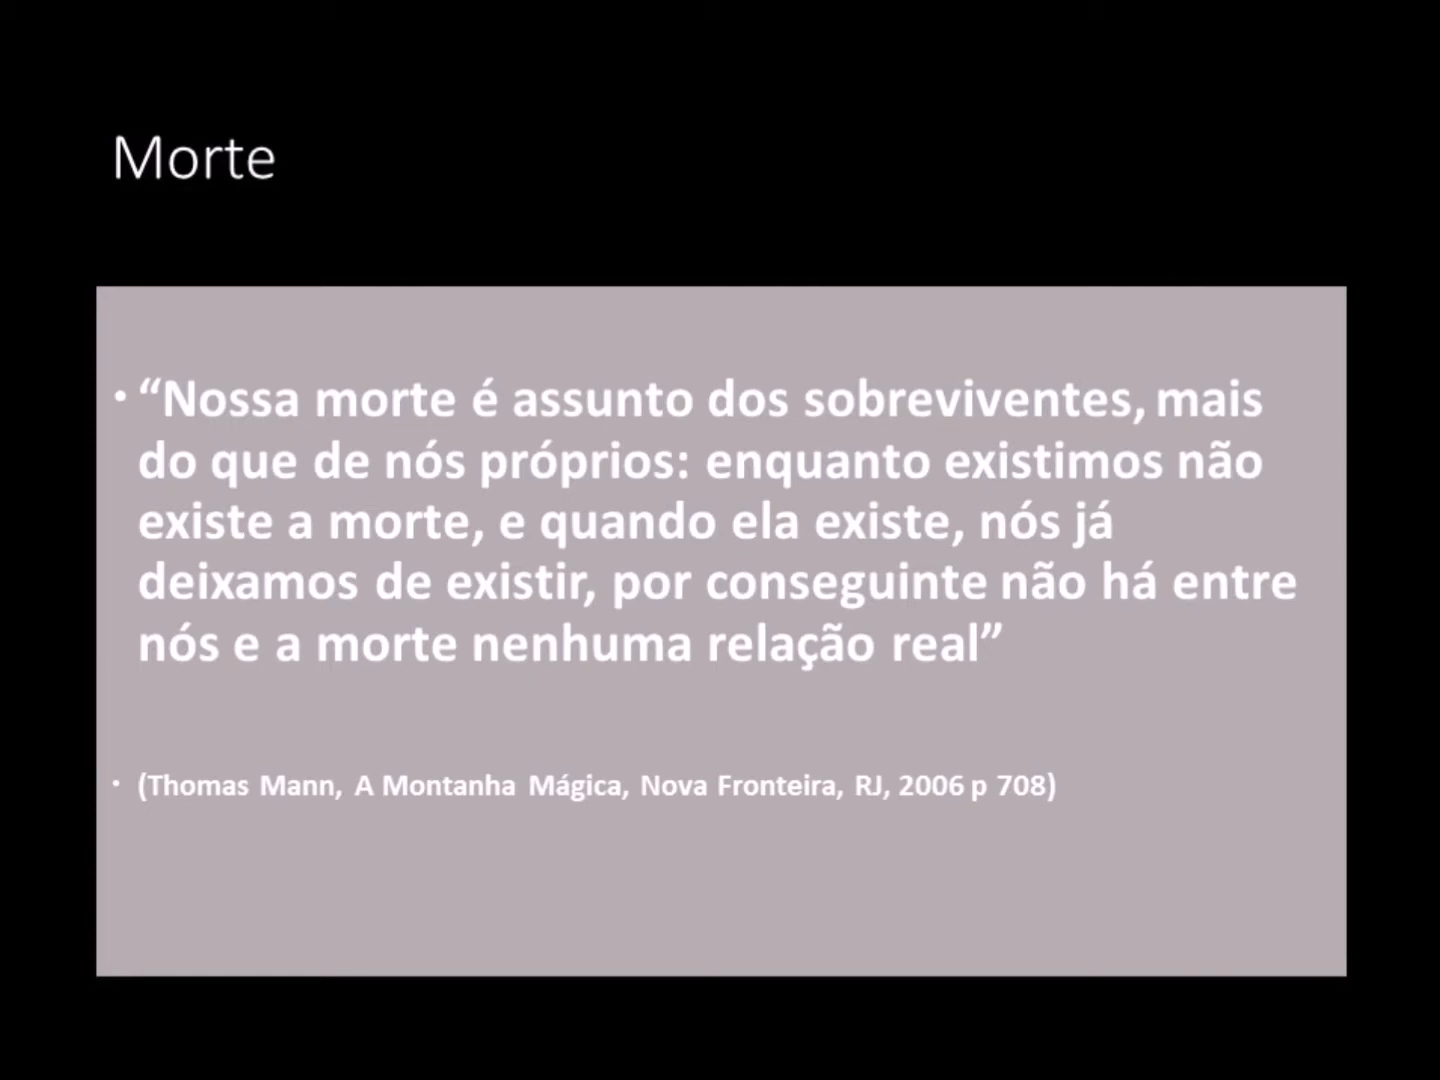 Morte
• “Nossa morte é assunto dos sobreviventes, mais
do que de nós próprios: enquanto existimos não
existe a morte, e quando ela existe, nós já
deixamos de existir, por conseguinte não há entre
nós e a morte nenhuma relação real”
• (Thomas Mann, A Montanha Mágica, Nova Fronteira, RJ, 2006 p 708)